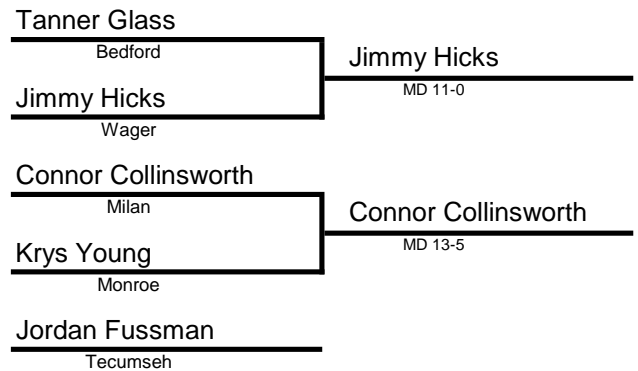 Tanner Glass
Bedford
Jimmy Hicks
MD 11-0
Jimmy Hicks
Wager
Connor Collinsworth
Milan
Connor Collinsworth
MD 13-5
Krys Young
Monroe
Jordan Fussman
Tecumseh